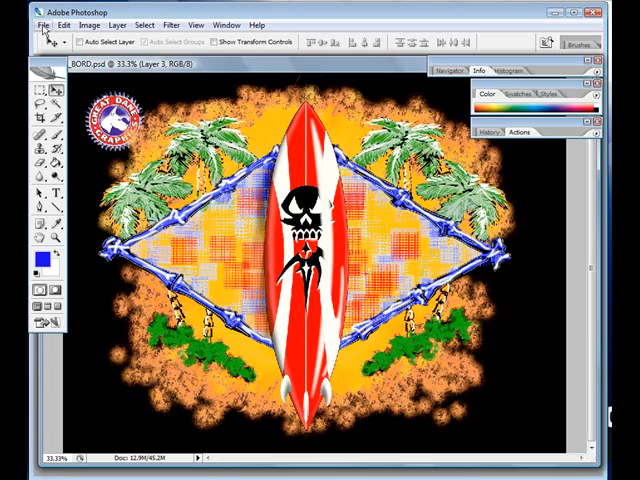 Adobe Photoshop
File Edit Image Layer Select Filter View Window Help
Auto Select Layer Auto Select Groups Show Transform Controls Brushes
_BORD.psd @ 33.3% (Layer 3, RGB/8)
Navigator Info Histogram
Color Swatches Styles
History Actions
GREAT DANE
GRAPHICS
T
33.33% Doc: 12.9M/45.2M